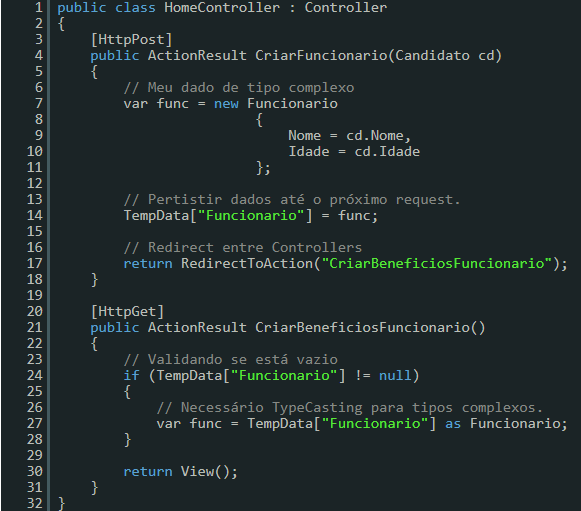 1 public class HomeController : Controller
2 {
3     [HttpPost]
4     public ActionResult CriarFuncionario(Candidato cd)
5     {
6         // Meu dado de tipo complexo
7         var func = new Funcionario
8                         {
9                             Nome = cd.Nome,
10                             Idade = cd.Idade
11                         };
12
13         // Pertistir dados até o próximo request.
14         TempData["Funcionario"] = func;
15
16         // Redirect entre Controllers
17         return RedirectToAction("CriarBeneficiosFuncionario");
18     }
19
20     [HttpGet]
21     public ActionResult CriarBeneficiosFuncionario()
22     {
23         // Validando se está vazio
24         if (TempData["Funcionario"] != null)
25         {
26             // Necessário TypeCasting para tipos complexos.
27             var func = TempData["Funcionario"] as Funcionario;
28         }
29
30         return View();
31     }
32 }